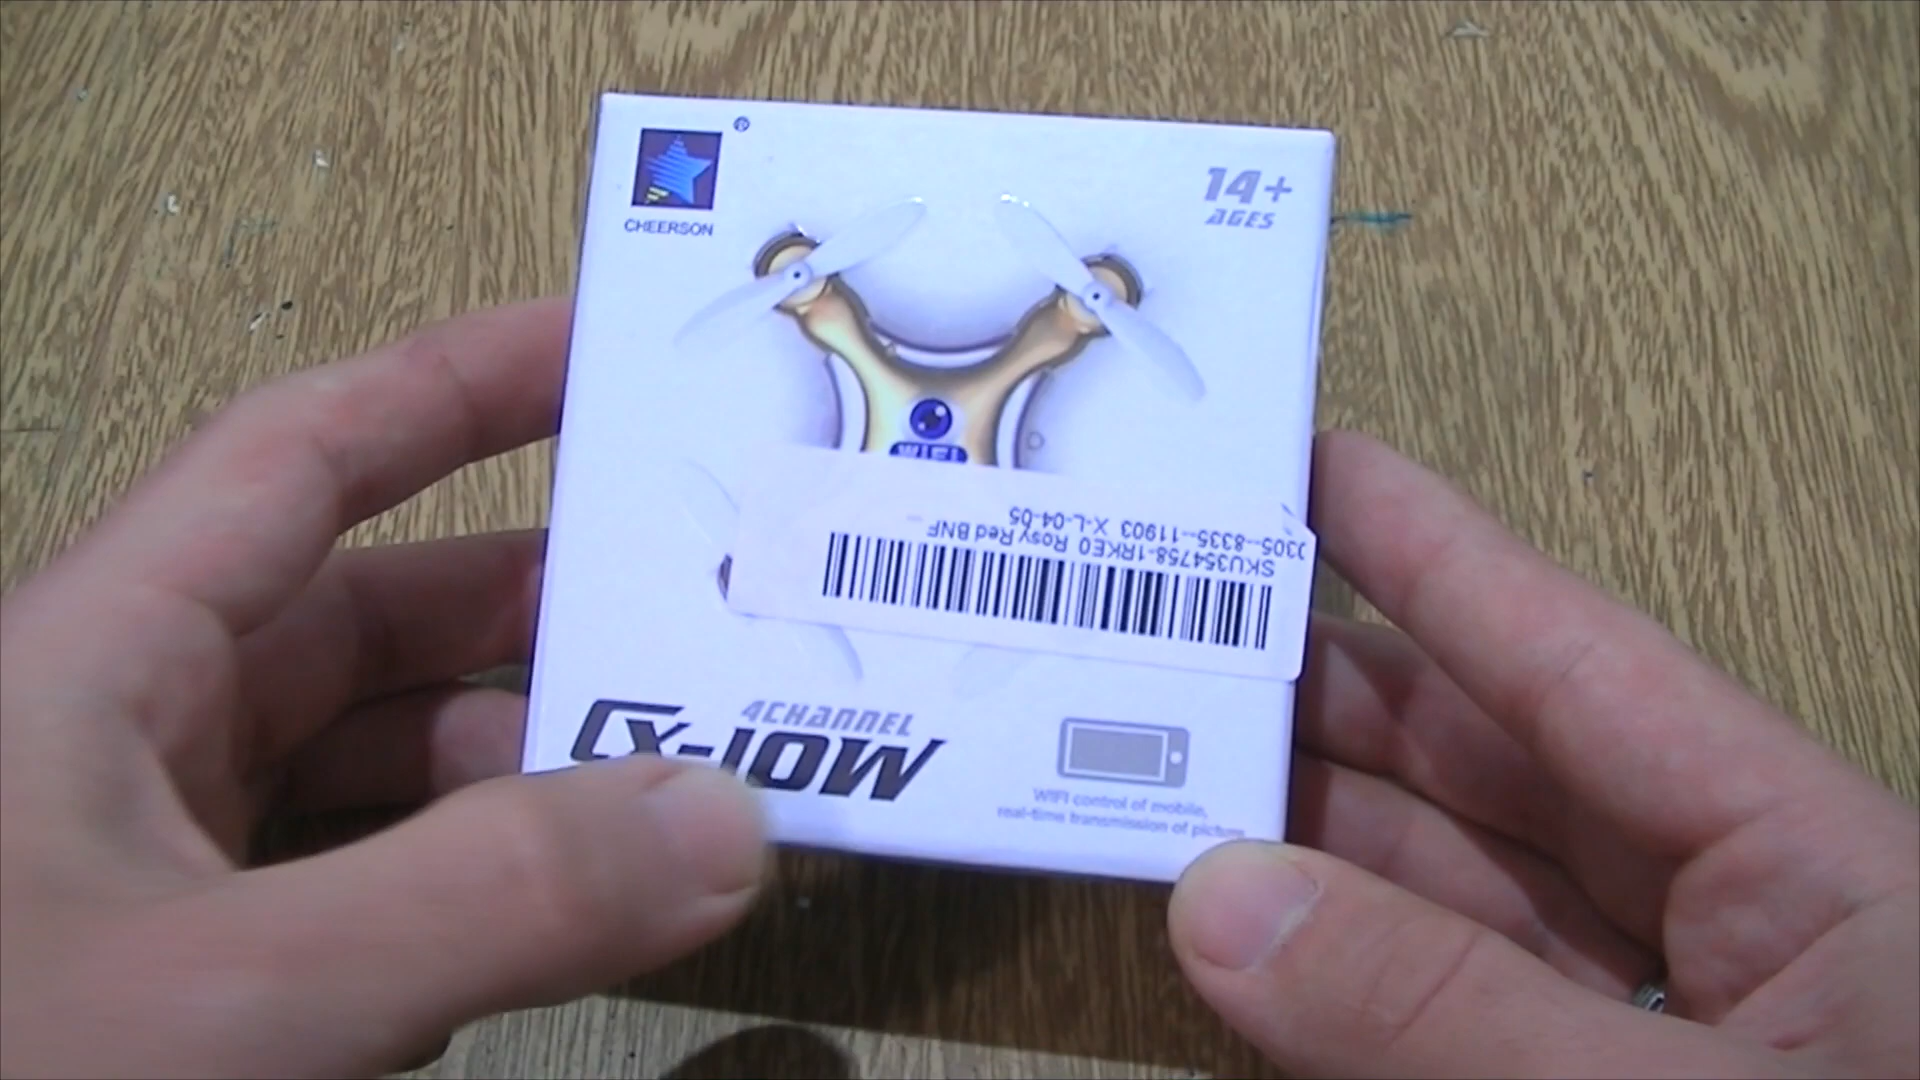 ®
CHEERSON
14+
AGES
WIFI
SKU354758-1RKE0 Rosy Red BNF
0305--8335--11903 X-L-04-05
4CHANNEL
CX-10W
WIFI control of mobile,
real-time transmission of picture